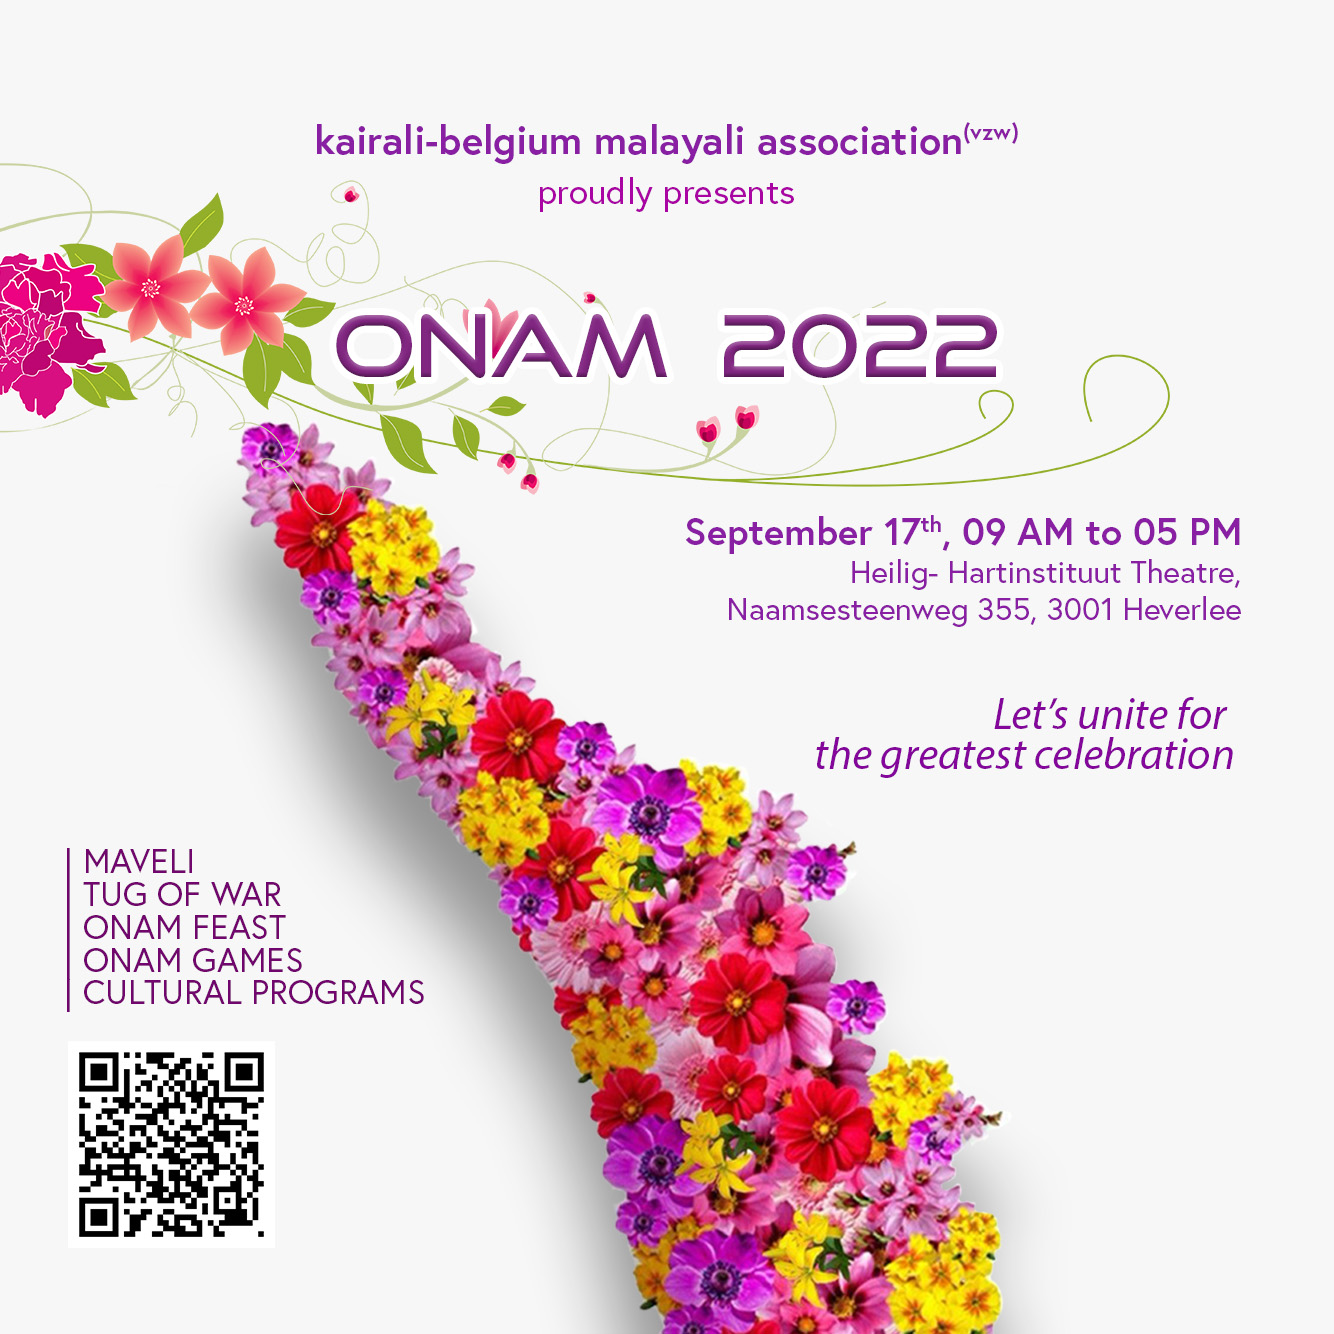 kairali-belgium malayali association(vzw)
proudly presents
ONAM 2022
September 17th, 09 AM to 05 PM
Heilig- Hartinstituut Theatre,
Naamsesteenweg 355, 3001 Heverlee
Let's unite for
the greatest celebration
MAVELI
TUG OF WAR
ONAM FEAST
ONAM GAMES
CULTURAL PROGRAMS